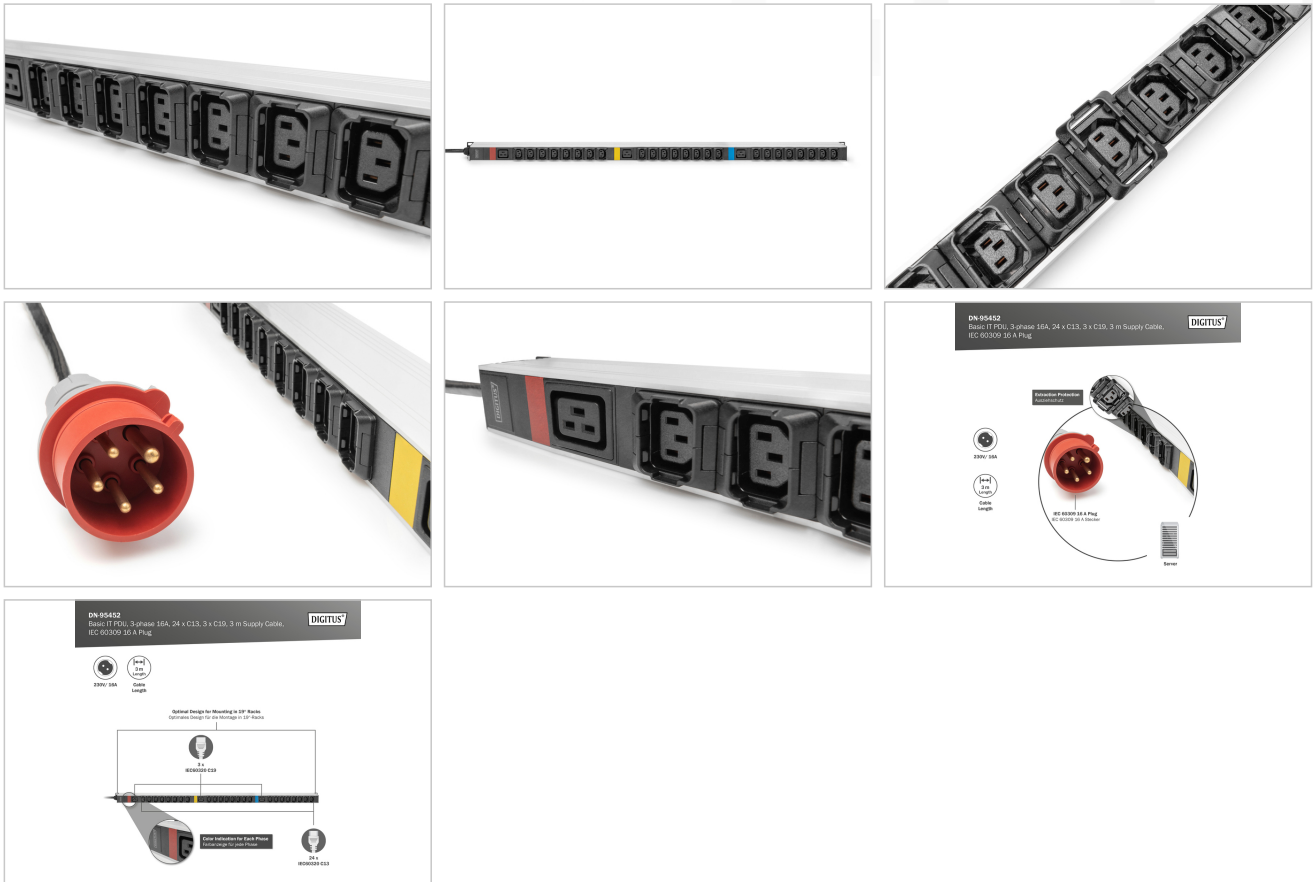 DIGITUS
DN-95452
Basic IT PDU, 3-phase 16A, 24 x C13, 3 x C19, 3 m Supply Cable,
IEC 60309 16 A Plug
DIGITUS®
Extraction Protection
Ausziehschutz
230V/ 16A
3 m
Length
Cable
Length
IEC 60309 16 A Plug
IEC 60309 16 A Stecker
Server
DN-95452
Basic IT PDU, 3-phase 16A, 24 x C13, 3 x C19, 3 m Supply Cable,
IEC 60309 16 A Plug
DIGITUS®
230V/ 16A
3 m
Length
Cable
Length
Optimal Design for Mounting in 19" Racks
Optimales Design für die Montage in 19"-Racks
3 x
IEC60320 C19
Color Indication for Each Phase
Farbanzeige für jede Phase
24 x
IEC60320 C13